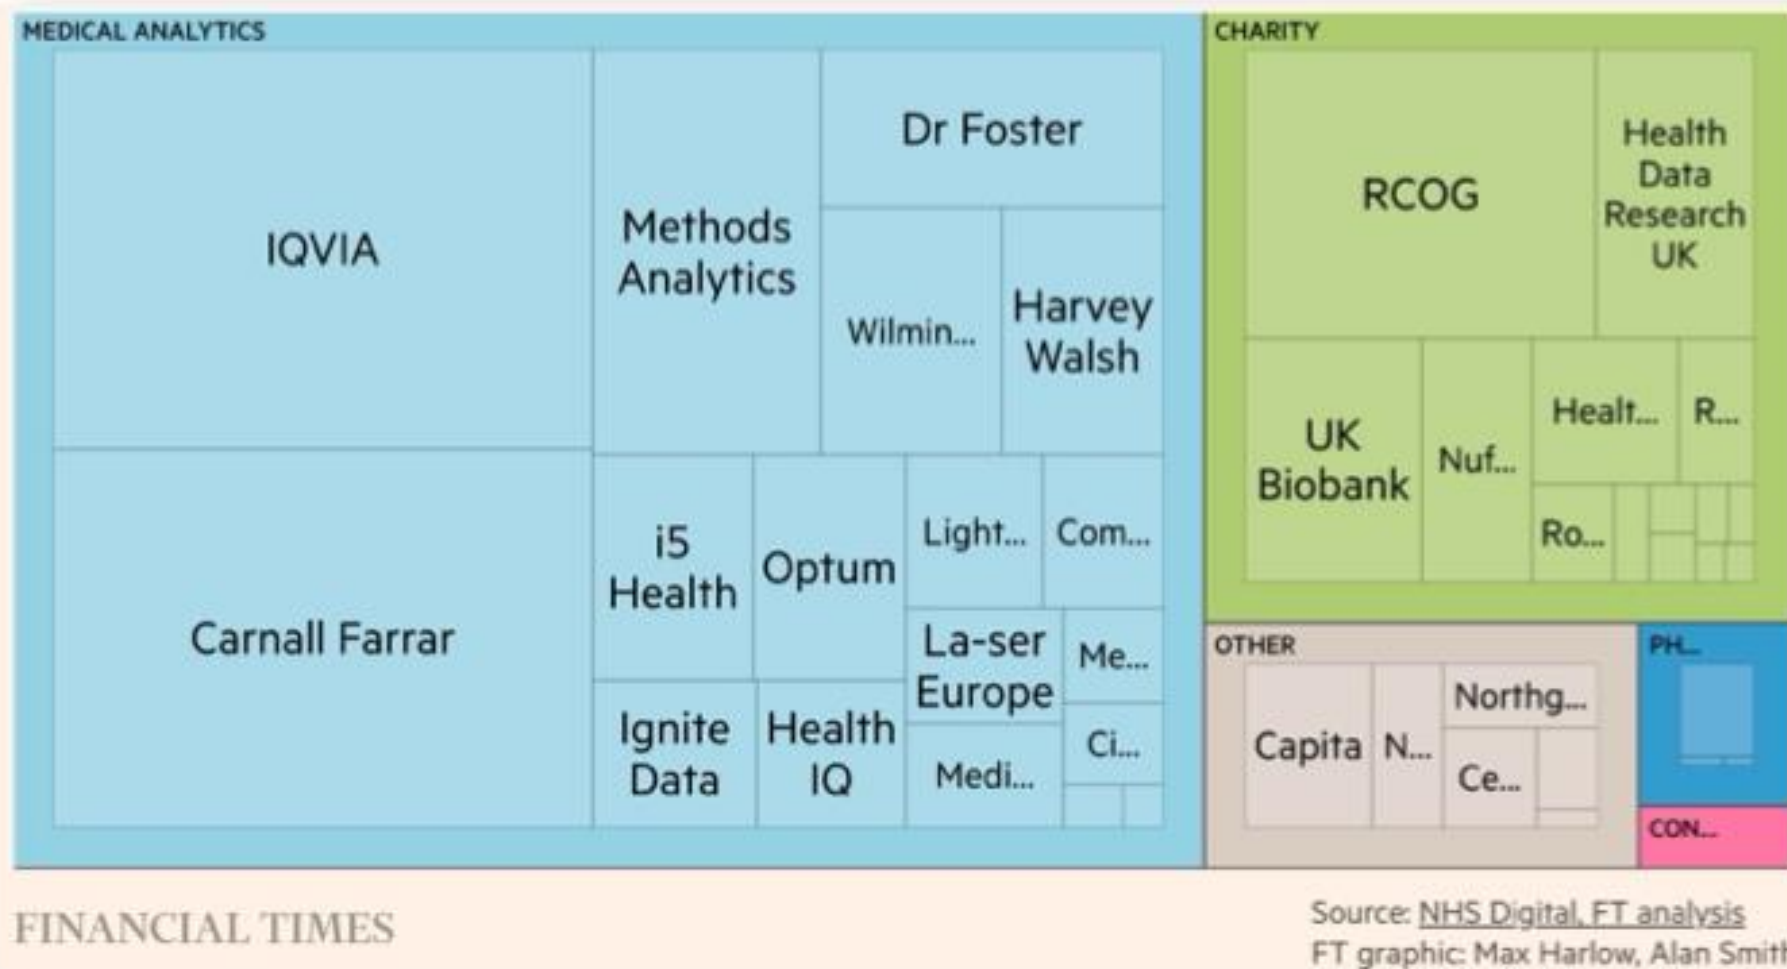 MEDICAL ANALYTICS
IQVIA
Carnall Farrar
Methods
Analytics
Dr Foster
Wilmin...
Harvey
Walsh
i5
Health
Optum
Light...
Com...
La-ser
Europe
Me...
Ignite
Data
Health
IQ
Medi...
Ci...
CHARITY
RCOG
Health
Data
Research
UK
UK
Biobank
Nuf...
Healt...
R...
Ro...
OTHER
Capita
N...
Northg...
Ce...
PH...
CON...
FINANCIAL TIMES
Source: NHS Digital, FT analysis
FT graphic: Max Harlow, Alan Smith